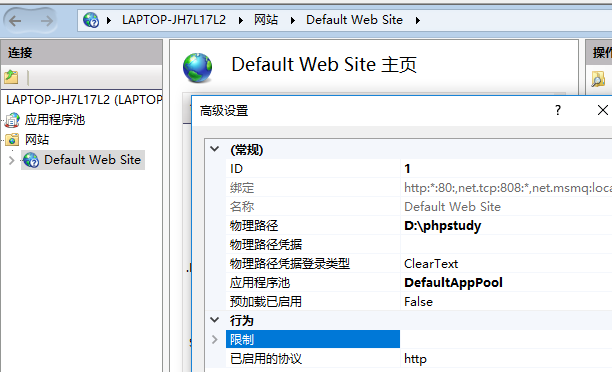 LAPTOP-JH7L17L2 ▸ 网站 ▸ Default Web Site ▸
连接
LAPTOP-JH7L17L2 (LAPTOP
应用程序池
网站
Default Web Site
Default Web Site 主页
操作
高级设置
?
(常规)
ID 1
绑定 http:*:80:,net.tcp:808:*,net.msmq:loca
名称 Default Web Site
物理路径 D:\phpstudy
物理路径凭据
物理路径凭据登录类型 ClearText
应用程序池 DefaultAppPool
预加载已启用 False
行为
限制
已启用的协议 http